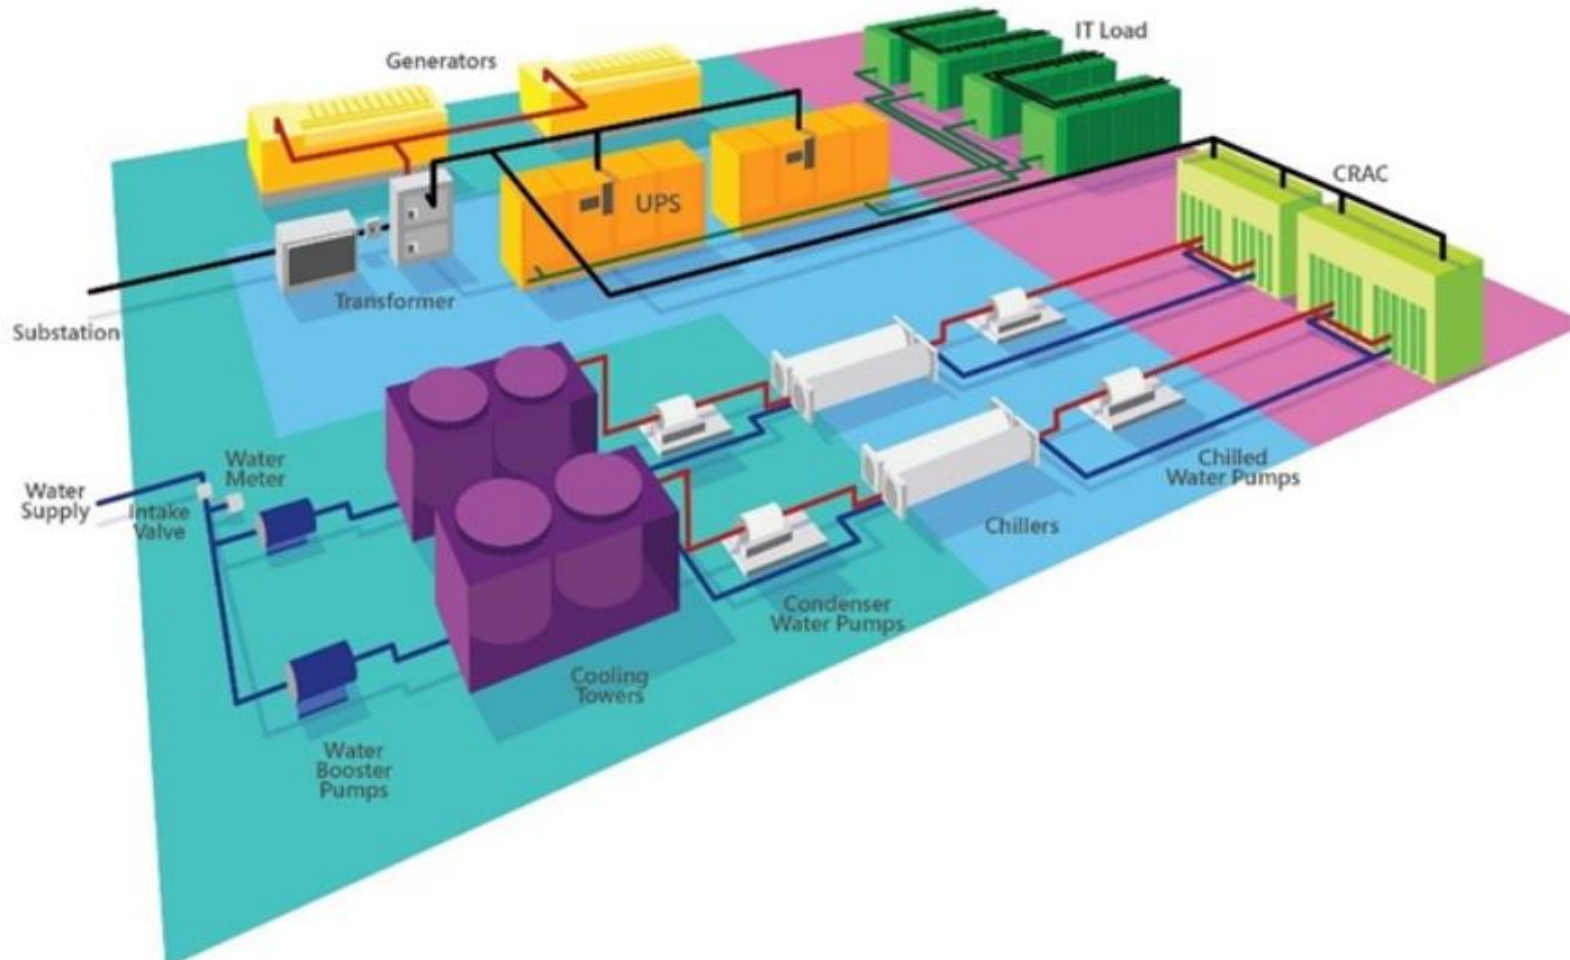 Generators
IT Load
CRAC
UPS
Transformer
Substation
Water
Meter
Water
Supply
Intake
Valve
Chilled
Water Pumps
Chillers
Condenser
Water Pumps
Cooling
Towers
Water
Booster
Pumps